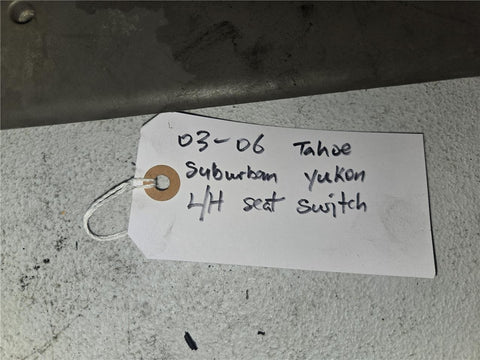 03-06 Tahoe
Suburban Yukon
L/H seat switch